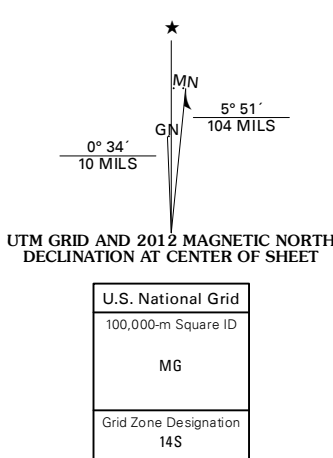 ★
MN
GN
5° 51´
104 MILS
0° 34´
10 MILS
UTM GRID AND 2012 MAGNETIC NORTH
DECLINATION AT CENTER OF SHEET
U.S. National Grid
100,000-m Square ID
MG
Grid Zone Designation
14S